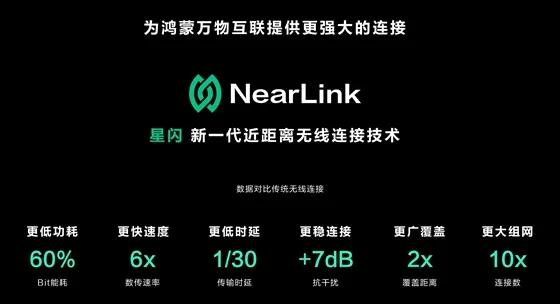 为鸿蒙万物互联提供更强大的连接
NearLink
星闪 新一代近距离无线连接技术
数据对比传统无线连接
更低功耗 更快速度 更低时延 更稳连接 更广覆盖 更大组网
60% 6x 1/30 +7dB 2x 10x
Bit能耗 数传速率 传输时延 抗干扰 覆盖距离 连接数